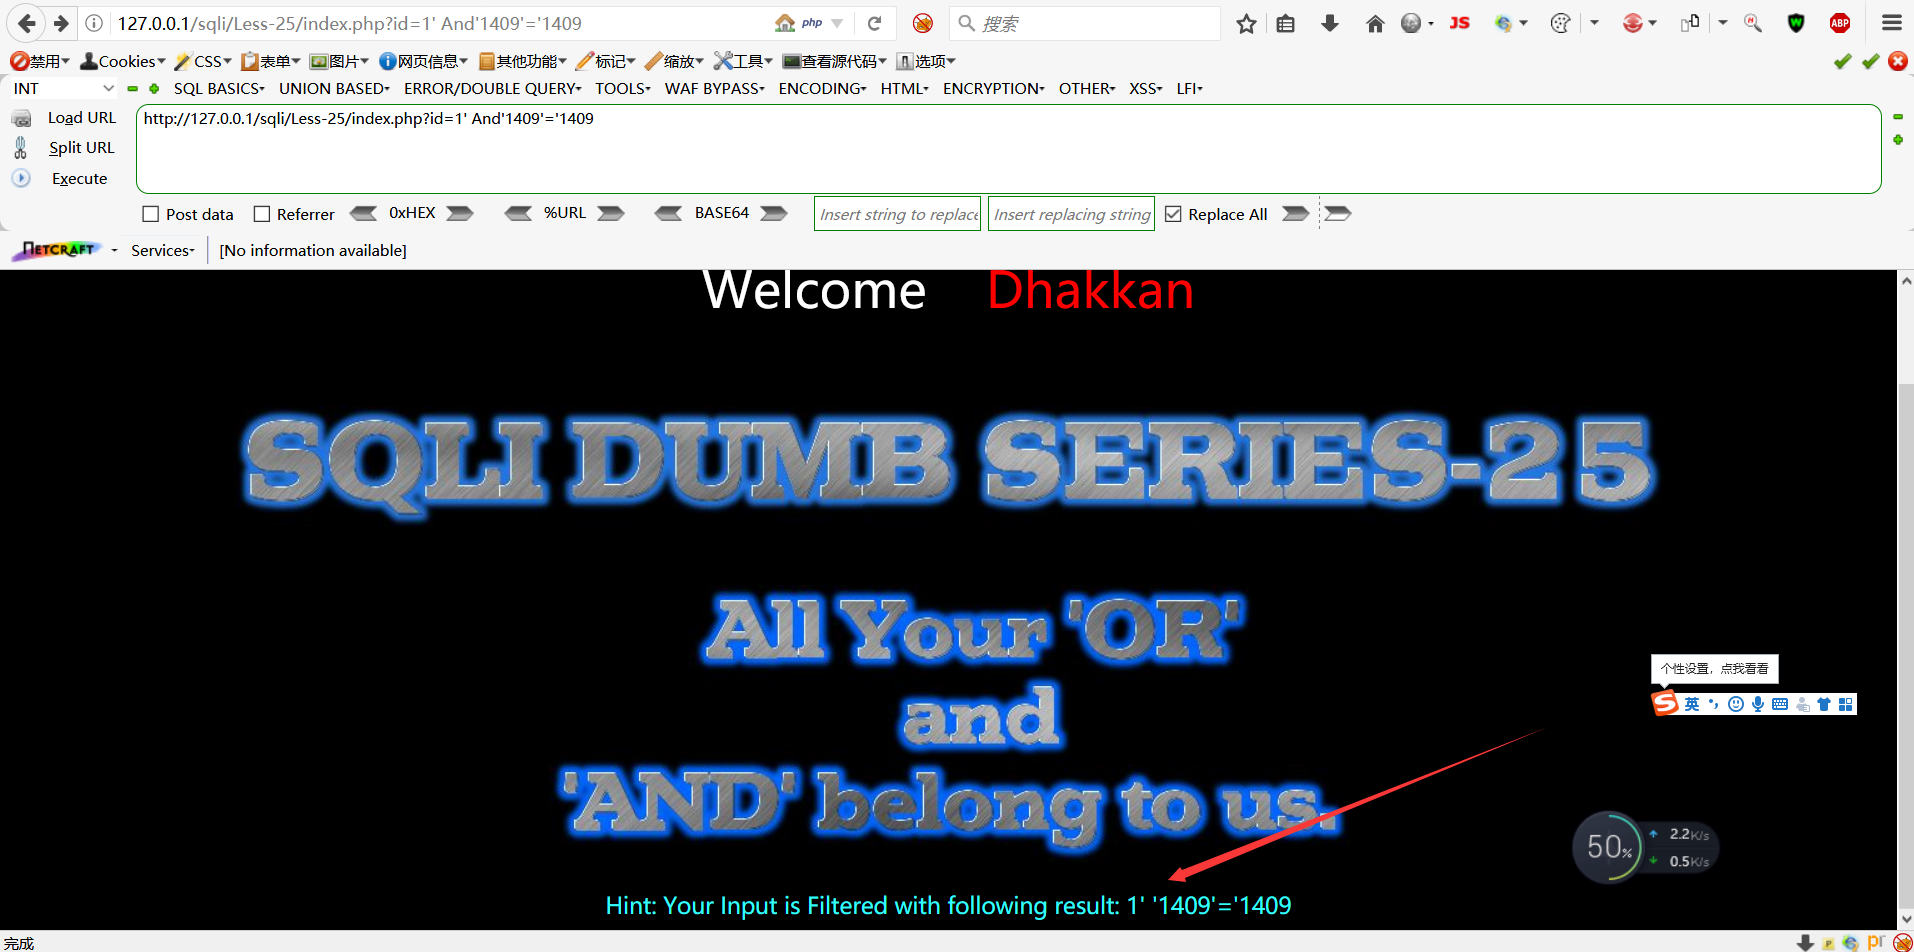 127.0.0.1/sqli/Less-25/index.php?id=1' And'1409'='1409
php
搜索
JS
W
ABP
禁用 Cookies CSS 表单 图片 网页信息 其他功能 标记 缩放 工具 查看源代码 选项
INT
SQL BASICS UNION BASED ERROR/DOUBLE QUERY TOOLS WAF BYPASS ENCODING HTML ENCRYPTION OTHER XSS LFI
Load URL
http://127.0.0.1/sqli/Less-25/index.php?id=1' And'1409'='1409
Split URL
Execute
Post data Referrer 0xHEX %URL BASE64 Insert string to replace Insert replacing string Replace All
NETCRAFT Services [No information available]
Welcome Dhakkan
SQLI DUMB SERIES-25
All Your 'OR'
and
'AND' belong to us.
个性设置，点我看看
S 英
50% 2.2K/s
0.5K/s
Hint: Your Input is Filtered with following result: 1' '1409'='1409
完成
P
pr